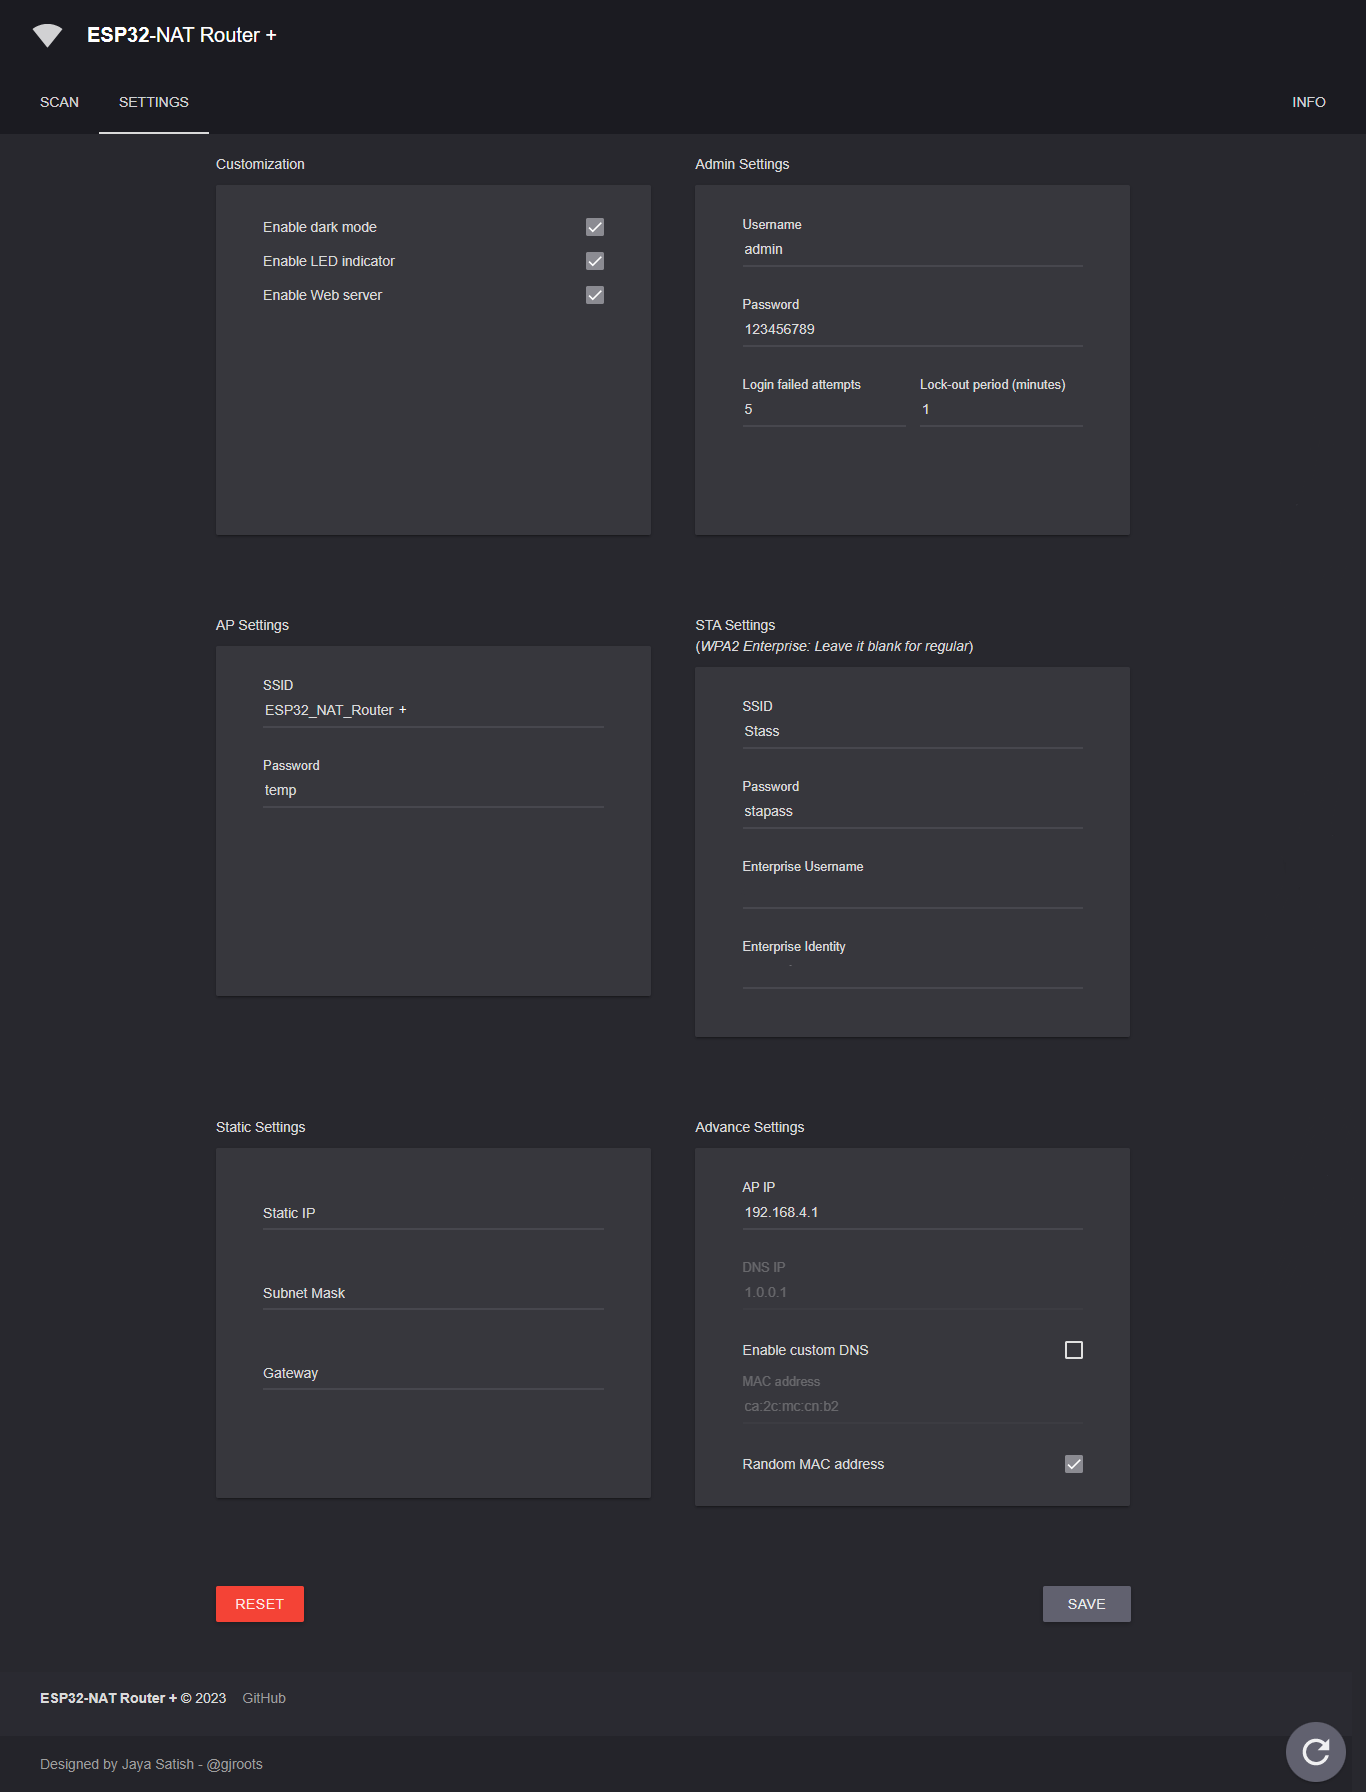 ESP32-NAT Router +
SCAN
SETTINGS
INFO
Customization
Enable dark mode
Enable LED indicator
Enable Web server
Admin Settings
Username
admin
Password
123456789
Login failed attempts
5
Lock-out period (minutes)
1
AP Settings
SSID
ESP32_NAT_Router +
Password
temp
STA Settings
(WPA2 Enterprise: Leave it blank for regular)
SSID
Stass
Password
stapass
Enterprise Username
Enterprise Identity
Static Settings
Static IP
Subnet Mask
Gateway
Advance Settings
AP IP
192.168.4.1
DNS IP
1.0.0.1
Enable custom DNS
MAC address
ca:2c:mc:cn:b2
Random MAC address
RESET
SAVE
ESP32-NAT Router + © 2023 GitHub
Designed by Jaya Satish - @gjroots